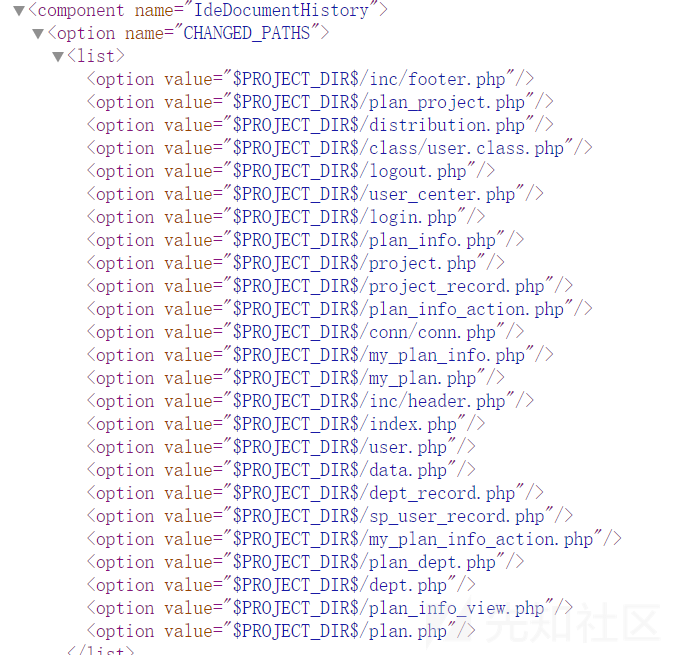 ▼<component name="IdeDocumentHistory">
▼<option name="CHANGED_PATHS">
▼<list>
<option value="$PROJECT_DIR$/inc/footer.php"/>
<option value="$PROJECT_DIR$/plan_project.php"/>
<option value="$PROJECT_DIR$/distribution.php"/>
<option value="$PROJECT_DIR$/class/user.class.php"/>
<option value="$PROJECT_DIR$/logout.php"/>
<option value="$PROJECT_DIR$/user_center.php"/>
<option value="$PROJECT_DIR$/login.php"/>
<option value="$PROJECT_DIR$/plan_info.php"/>
<option value="$PROJECT_DIR$/project.php"/>
<option value="$PROJECT_DIR$/project_record.php"/>
<option value="$PROJECT_DIR$/plan_info_action.php"/>
<option value="$PROJECT_DIR$/conn/conn.php"/>
<option value="$PROJECT_DIR$/my_plan_info.php"/>
<option value="$PROJECT_DIR$/my_plan.php"/>
<option value="$PROJECT_DIR$/inc/header.php"/>
<option value="$PROJECT_DIR$/index.php"/>
<option value="$PROJECT_DIR$/user.php"/>
<option value="$PROJECT_DIR$/data.php"/>
<option value="$PROJECT_DIR$/dept_record.php"/>
<option value="$PROJECT_DIR$/sp_user_record.php"/>
<option value="$PROJECT_DIR$/my_plan_info_action.php"/>
<option value="$PROJECT_DIR$/plan_dept.php"/>
<option value="$PROJECT_DIR$/dept.php"/>
<option value="$PROJECT_DIR$/plan_info_view.php"/>
<option value="$PROJECT_DIR$/plan.php"/>
先知社区
</list>